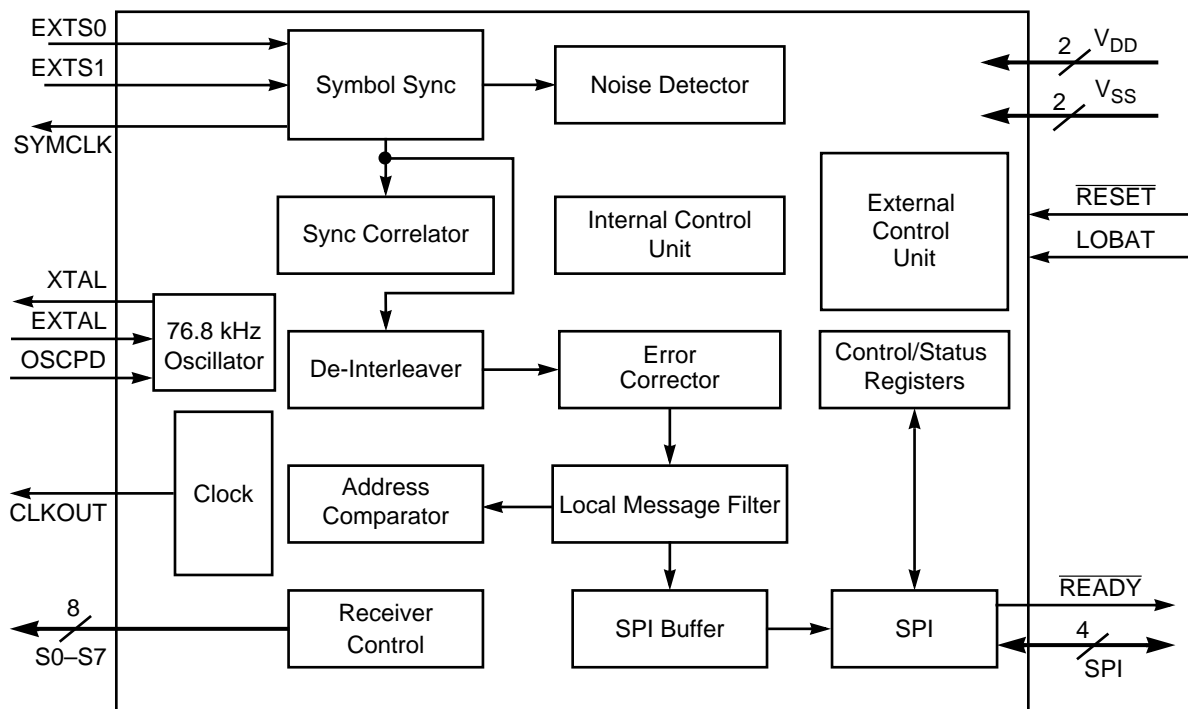 EXTS0
EXTS1
SYMCLK
Symbol Sync
Noise Detector
2
VDD
2
VSS
Sync Correlator
Internal Control
Unit
External
Control
Unit
RESET
LOBAT
XTAL
EXTAL
OSCPD
76.8 kHz
Oscillator
De-Interleaver
Error
Corrector
Control/Status
Registers
CLKOUT
Clock
Address
Comparator
Local Message Filter
8
S0–S7
Receiver
Control
SPI Buffer
SPI
READY
4
SPI